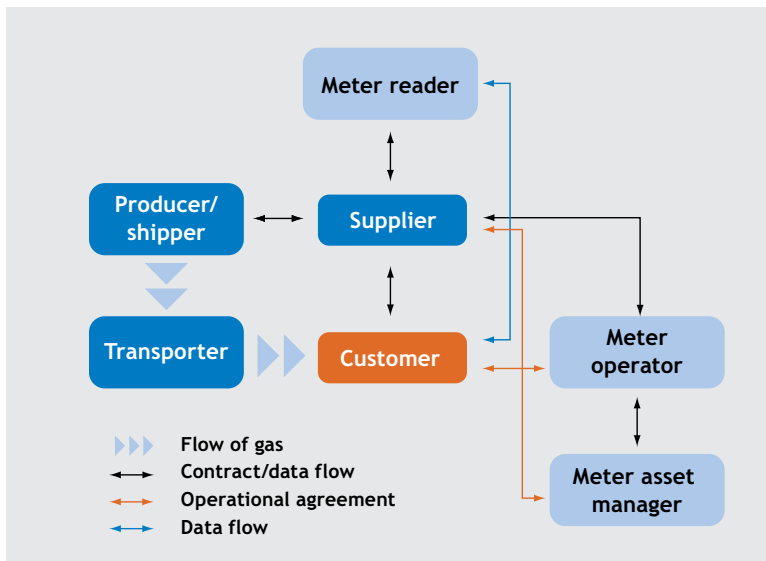 Meter reader
Producer/
shipper
Supplier
Transporter
Customer
Meter
operator
Meter asset
manager
Flow of gas
Contract/data flow
Operational agreement
Data flow